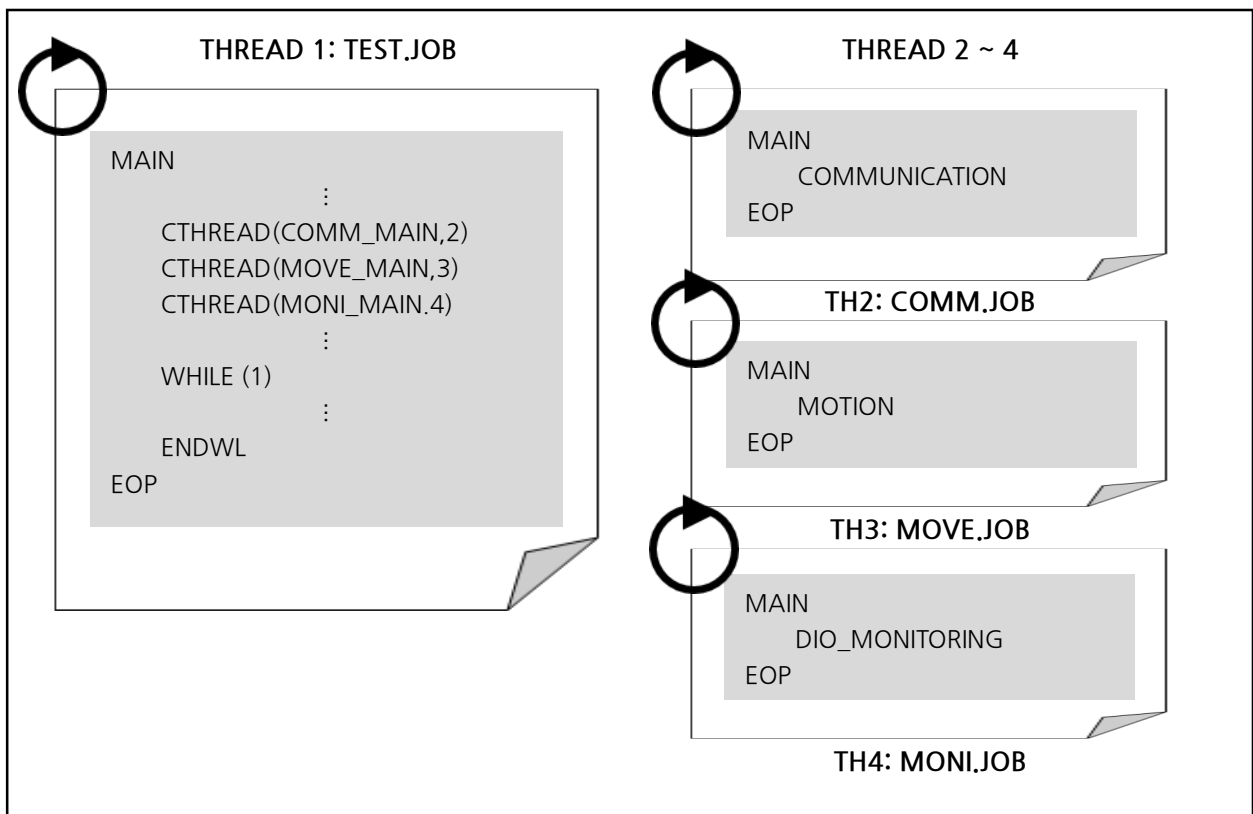 THREAD 1: TEST.JOB
MAIN
⋮
CTHREAD(COMM_MAIN,2)
CTHREAD(MOVE_MAIN,3)
CTHREAD(MONI_MAIN.4)
⋮
WHILE (1)
⋮
ENDWL
EOP
THREAD 2 ~ 4
MAIN
COMMUNICATION
EOP
TH2: COMM.JOB
MAIN
MOTION
EOP
TH3: MOVE.JOB
MAIN
DIO_MONITORING
EOP
TH4: MONI.JOB